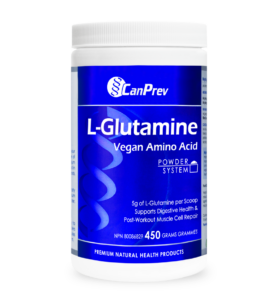 CanPrev
L-Glutamine
Vegan Amino Acid
POWDER
SYSTEM
5g of L-Glutamine per Scoop
Supports Digestive Health &
Post-Workout Muscle Cell Repair
450 GRAMS GRAMMES
PREMIUM NATURAL HEALTH PRODUCTS